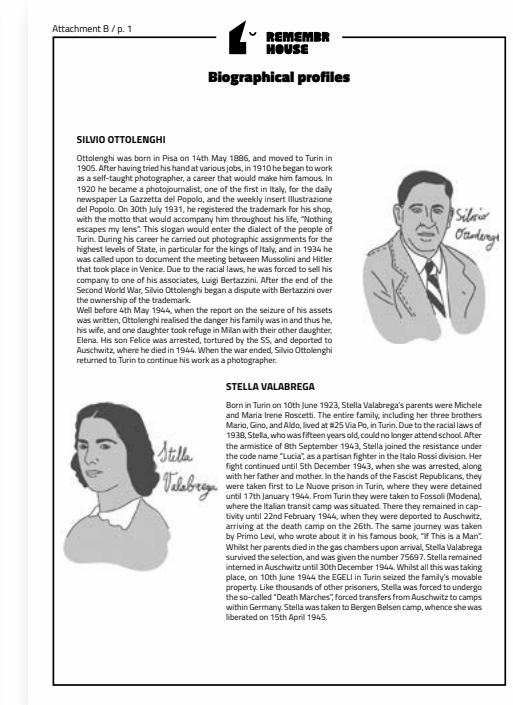 Attachment B / p. 1
REMEMBR
HOUSE
Biographical profiles
SILVIO OTTOLENGHI
Ottolenghi was born in Pisa on 14th May 1886, and moved to Turin in
1905. After having tried his hand at various jobs, in 1910 he began to work
as a self-taught photographer, a career that would make him famous. In
1920 he became a photojournalist, one of the first in Italy, for the daily
newspaper La Gazzetta del Popolo, and the weekly insert Illustrazione
del Popolo. On 30th July 1931, he registered the trademark for his shop,
with the motto that would accompany him throughout his life, "Nothing
escapes my lens". This slogan would enter the dialect of the people of
Turin. During his career he carried out photographic assignments for the
highest levels of State, in particular for the kings of Italy, and in 1934 he
was called upon to document the meeting between Mussolini and Hitler
that took place in Venice. Due to the racial laws, he was forced to sell his
company to one of his associates, Luigi Bertazzini. After the end of the
Second World War, Silvio Ottolenghi began a dispute with Bertazzini over
the ownership of the trademark.
Well before 4th May 1944, when the report on the seizure of his assets
was written, Ottolenghi realised the danger his family was in and thus he,
his wife, and one daughter took refuge in Milan with their other daughter,
Elena. His son Felice was arrested, tortured by the SS, and deported to
Auschwitz, where he died in 1944. When the war ended, Silvio Ottolenghi
returned to Turin to continue his work as a photographer.
Silvio
Ottolenghi
STELLA VALABREGA
Born in Turin on 10th June 1923, Stella Valabrega's parents were Michele
and Maria Irene Roscetti. The entire family, including her three brothers
Mario, Gino, and Aldo, lived at #25 Via Po, in Turin. Due to the racial laws of
1938, Stella, who was fifteen years old, could no longer attend school. After
the armistice of 8th September 1943, Stella joined the resistance under
the code name "Lucia", as a partisan fighter in the Italo Rossi division. Her
fight continued until 5th December 1943, when she was arrested, along
with her father and mother. In the hands of the Fascist Republicans, they
were taken first to Le Nuove prison in Turin, where they were detained
until 17th January 1944. From Turin they were taken to Fossoli (Modena),
where the Italian transit camp was situated. There they remained in cap-
tivity until 22nd February 1944, when they were deported to Auschwitz,
arriving at the death camp on the 26th. The same journey was taken
by Primo Levi, who wrote about it in his famous book, "If This is a Man".
Whilst her parents died in the gas chambers upon arrival, Stella Valabrega
survived the selection, and was given the number 75697. Stella remained
interned in Auschwitz until 30th December 1944. Whilst all this was taking
place, on 10th June 1944 the EGELI in Turin seized the family's movable
property. Like thousands of other prisoners, Stella was forced to undergo
the so-called "Death Marches", forced transfers from Auschwitz to camps
within Germany. Stella was taken to Bergen Belsen camp, whence she was
liberated on 15th April 1945.
Stella
Valabrega